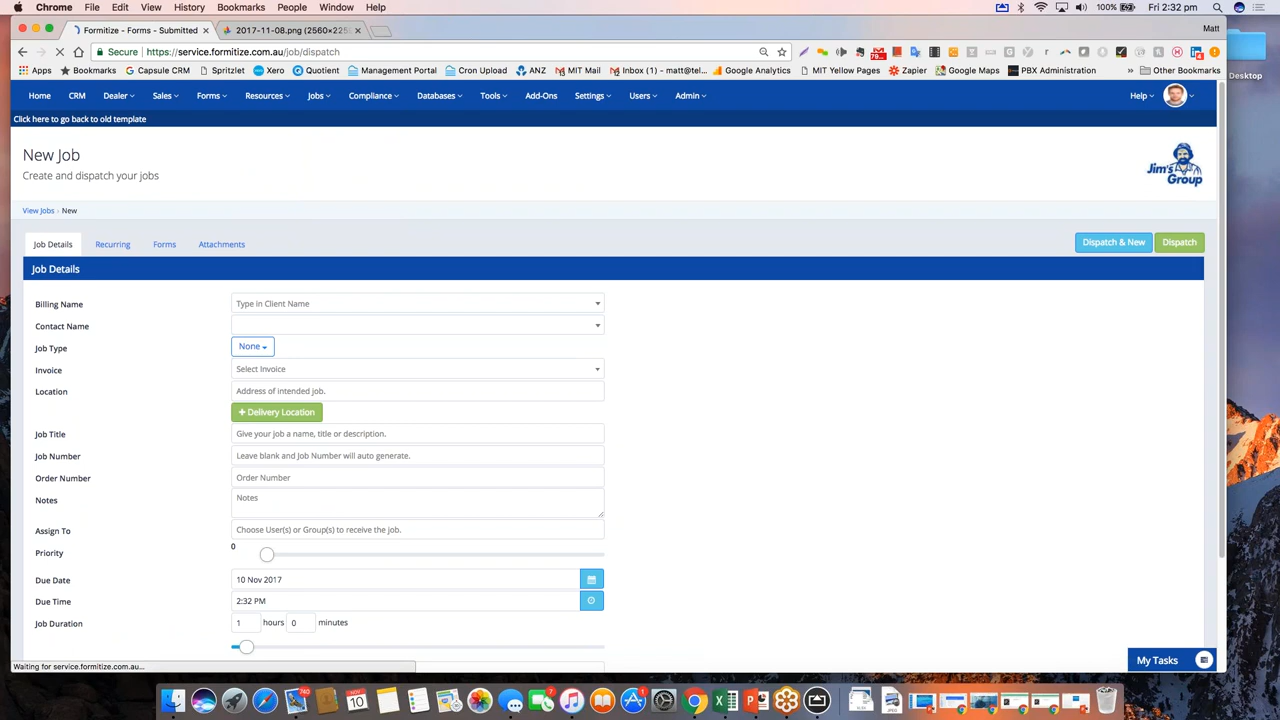 Chrome File Edit View History Bookmarks People Window Help 100% Fri 2:32 pm
Formitize - Forms - Submitted 2017-11-08.png (2560×225 Matt
Secure https://service.formitize.com.au/job/dispatch
Apps Bookmarks Capsule CRM Spritzlet Xero Quotient Management Portal Cron Upload ANZ MIT Mail Inbox (1) - matt@tel... Google Analytics MIT Yellow Pages Zapier Google Maps PBX Administration » Other Bookmarks
Desktop
Home CRM Dealer Sales Forms Resources Jobs Compliance Databases Tools Add-Ons Settings Users Admin Help
Click here to go back to old template
New Job
Create and dispatch your jobs
Jim's Group
View Jobs › New
Job Details Recurring Forms Attachments Dispatch & New Dispatch
Job Details
Billing Name Type in Client Name
Contact Name
Job Type None
Invoice Select Invoice
Location Address of intended job.
+ Delivery Location
Job Title Give your job a name, title or description.
Job Number Leave blank and Job Number will auto generate.
Order Number Order Number
Notes Notes
Assign To Choose User(s) or Group(s) to receive the job.
Priority 0
Due Date 10 Nov 2017
Due Time 2:32 PM
Job Duration 1 hours 0 minutes
Waiting for service.formitize.com.au...
My Tasks